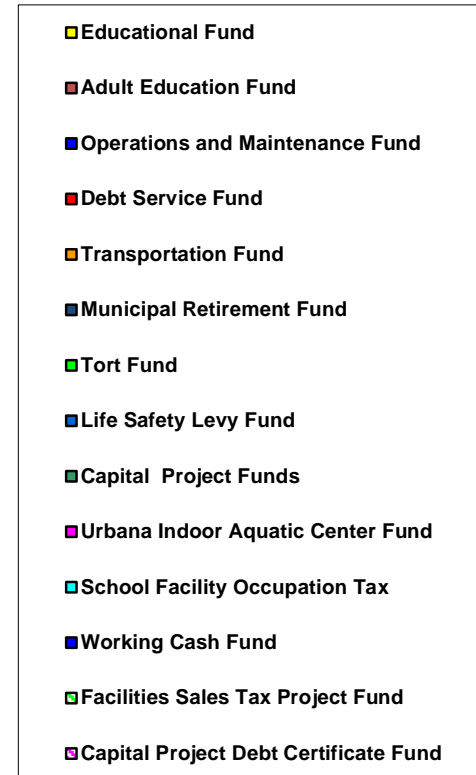 Educational Fund
Adult Education Fund
Operations and Maintenance Fund
Debt Service Fund
Transportation Fund
Municipal Retirement Fund
Tort Fund
Life Safety Levy Fund
Capital  Project Funds
Urbana Indoor Aquatic Center Fund
School Facility Occupation Tax
Working Cash Fund
Facilities Sales Tax Project Fund
Capital Project Debt Certificate Fund